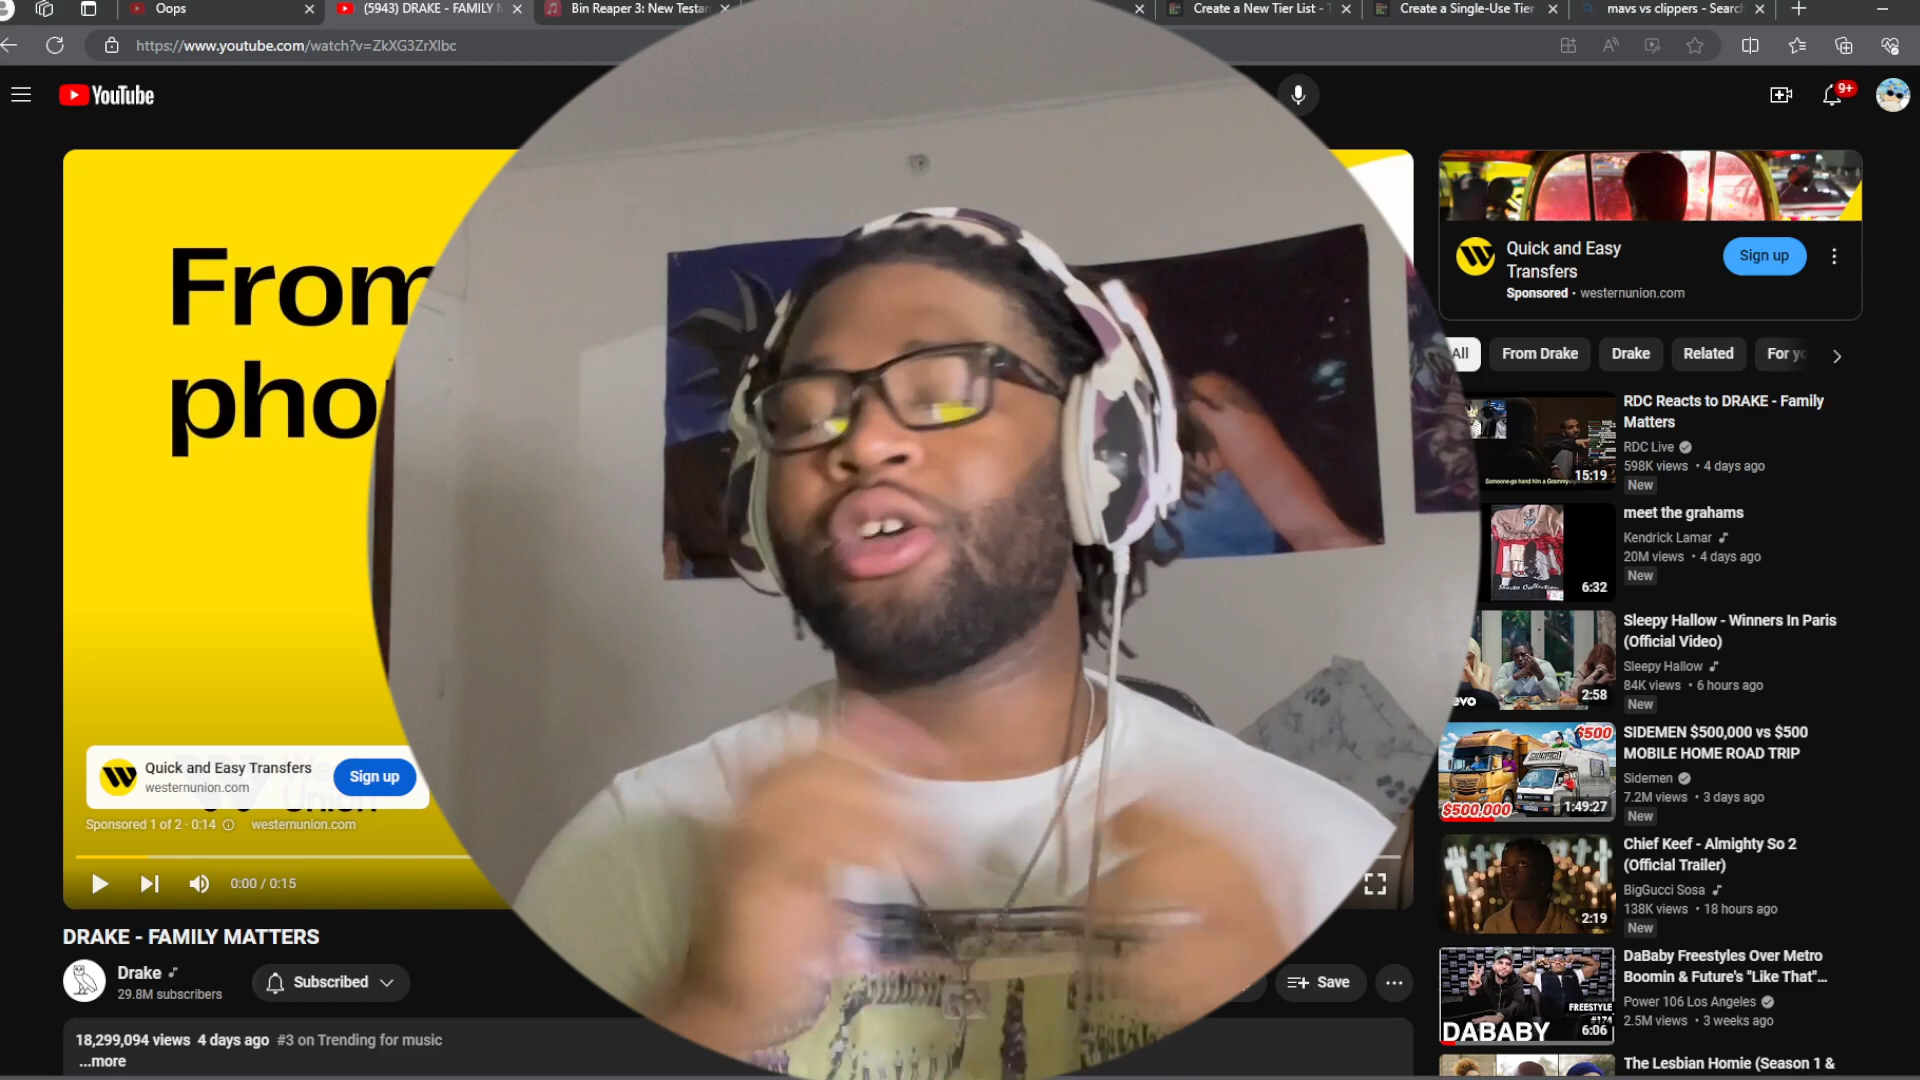 Oops
(5943) DRAKE - FAMILY
Bin Reaper 3: New Testa
Create a New Tier List -
Create a Single-Use Tier
mavs vs clippers - Search
https://www.youtube.com/watch?v=ZkXG3ZrXlbc
YouTube
9+
From
pho
Quick and Easy Transfers
westernunion.com
Sign up
Sponsored 1 of 2 · 0:14
westernunion.com
0:00 / 0:15
DRAKE - FAMILY MATTERS
Drake
29.8M subscribers
Subscribed
Save
18,299,094 views 4 days ago #3 on Trending for music
...more
Quick and Easy
Transfers
Sponsored · westernunion.com
Sign up
All
From Drake
Drake
Related
For yo
RDC Reacts to DRAKE - Family
Matters
RDC Live
598K views · 4 days ago
New
Someone go hand him a Grammy
15:19
meet the grahams
Kendrick Lamar
20M views · 4 days ago
New
6:32
Sleepy Hallow - Winners In Paris
(Official Video)
Sleepy Hallow
84K views · 6 hours ago
New
evo
2:58
SIDEMEN $500,000 vs $500
MOBILE HOME ROAD TRIP
Sidemen
7.2M views · 3 days ago
New
$500
$500,000
1:49:27
Chief Keef - Almighty So 2
(Official Trailer)
BigGucci Sosa
138K views · 18 hours ago
New
2:19
DaBaby Freestyles Over Metro
Boomin & Future's "Like That"...
Power 106 Los Angeles
2.5M views · 3 weeks ago
FREESTYLE
#174
DABABY
6:06
The Lesbian Homie (Season 1 &